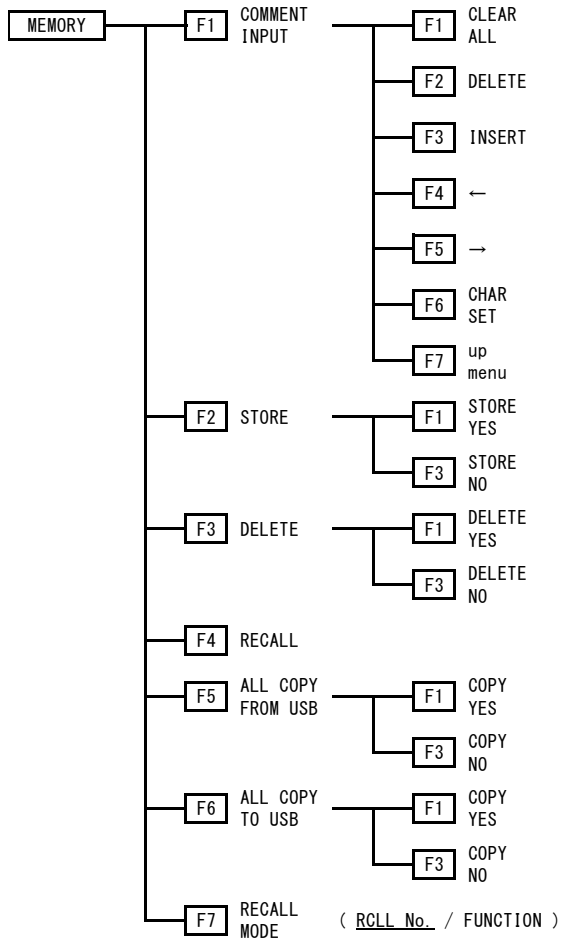 MEMORY
F1 COMMENT
INPUT
F1 CLEAR
ALL
F2 DELETE
F3 INSERT
F4 ←
F5 →
F6 CHAR
SET
F7 up
menu
F2 STORE
F1 STORE
YES
F3 STORE
NO
F3 DELETE
F1 DELETE
YES
F3 DELETE
NO
F4 RECALL
F5 ALL COPY
FROM USB
F1 COPY
YES
F3 COPY
NO
F6 ALL COPY
TO USB
F1 COPY
YES
F3 COPY
NO
F7 RECALL
MODE
( RCLL No. / FUNCTION )